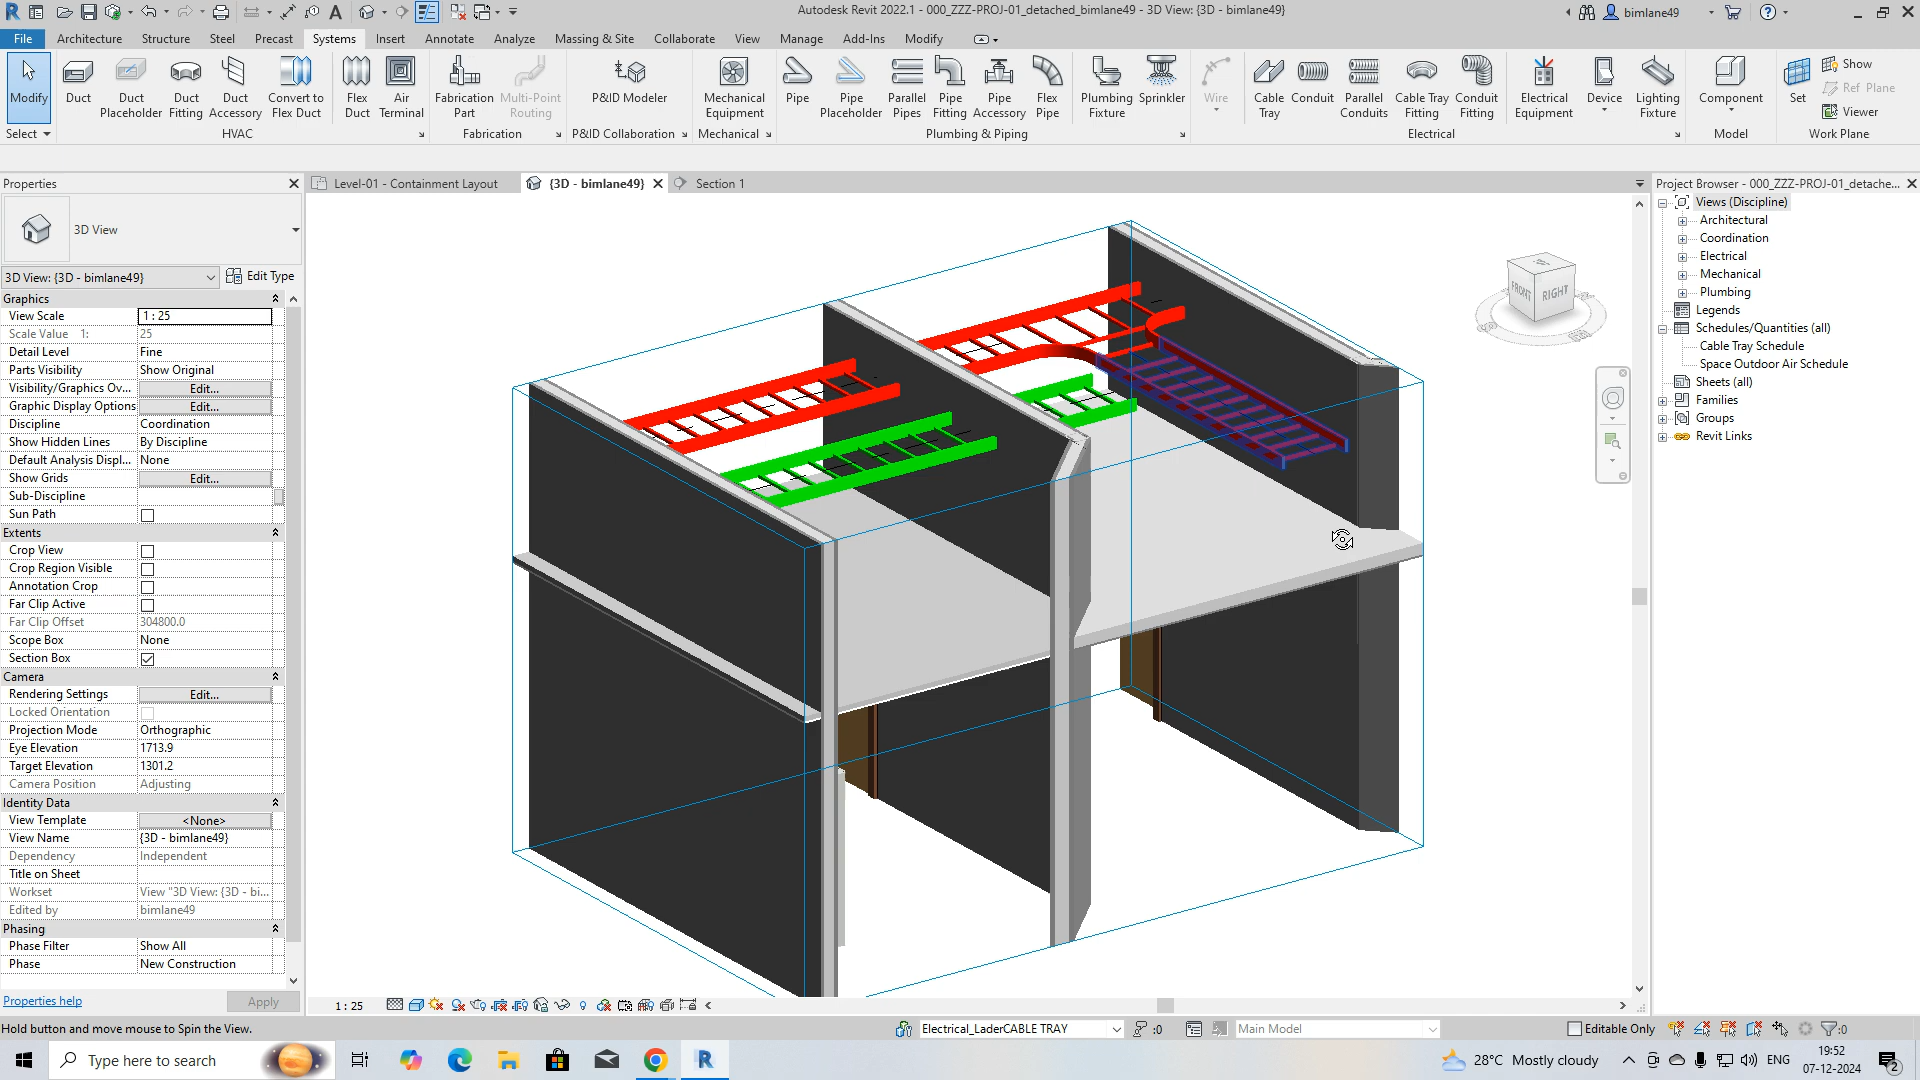 Autodesk Revit 2022.1 - 000_ZZZ-PROJ-01_detached_bimlane49 - 3D View: {3D - bimlane49}
bimlane49
File Architecture Structure Steel Precast Systems Insert Annotate Analyze Massing & Site Collaborate View Manage Add-Ins Modify
Modify
Duct
Duct Placeholder
Duct Fitting
Duct Accessory
Convert to Flex Duct
Flex Duct
Air Terminal
Fabrication Part
Multi-Point Routing
P&ID Modeler
Mechanical Equipment
Pipe
Pipe Placeholder
Parallel Pipes
Pipe Fitting
Pipe Accessory
Flex Pipe
Plumbing Fixture
Sprinkler
Wire
Cable Tray
Conduit
Parallel Conduits
Cable Tray Fitting
Conduit Fitting
Electrical Equipment
Device
Lighting Fixture
Component
Set
Show
Ref Plane
Viewer
Select HVAC Fabrication P&ID Collaboration Mechanical Plumbing & Piping Electrical Model Work Plane
Properties
Level-01 - Containment Layout
{3D - bimlane49}
Section 1
Project Browser - 000_ZZZ-PROJ-01_detache...
3D View
3D View: {3D - bimlane49} Edit Type
Graphics
View Scale 1 : 25
Scale Value 1: 25
Detail Level Fine
Parts Visibility Show Original
Visibility/Graphics Ov... Edit...
Graphic Display Options Edit...
Discipline Coordination
Show Hidden Lines By Discipline
Default Analysis Displ... None
Show Grids Edit...
Sub-Discipline
Sun Path
Extents
Crop View
Crop Region Visible
Annotation Crop
Far Clip Active
Far Clip Offset 304800.0
Scope Box None
Section Box
Camera
Rendering Settings Edit...
Locked Orientation
Projection Mode Orthographic
Eye Elevation 1713.9
Target Elevation 1301.2
Camera Position Adjusting
Identity Data
View Template <None>
View Name {3D - bimlane49}
Dependency Independent
Title on Sheet
Workset View "3D View: {3D - bi...
Edited by bimlane49
Phasing
Phase Filter Show All
Phase New Construction
Properties help Apply
FRONT RIGHT
Views (Discipline)
Architectural
Coordination
Electrical
Mechanical
Plumbing
Legends
Schedules/Quantities (all)
Cable Tray Schedule
Space Outdoor Air Schedule
Sheets (all)
Families
Groups
Revit Links
1 : 25
Hold button and move mouse to Spin the View.
Electrical_LaderCABLE TRAY
:0
Main Model
Editable Only
:0
Type here to search
28°C Mostly cloudy
ENG
19:52
07-12-2024
2